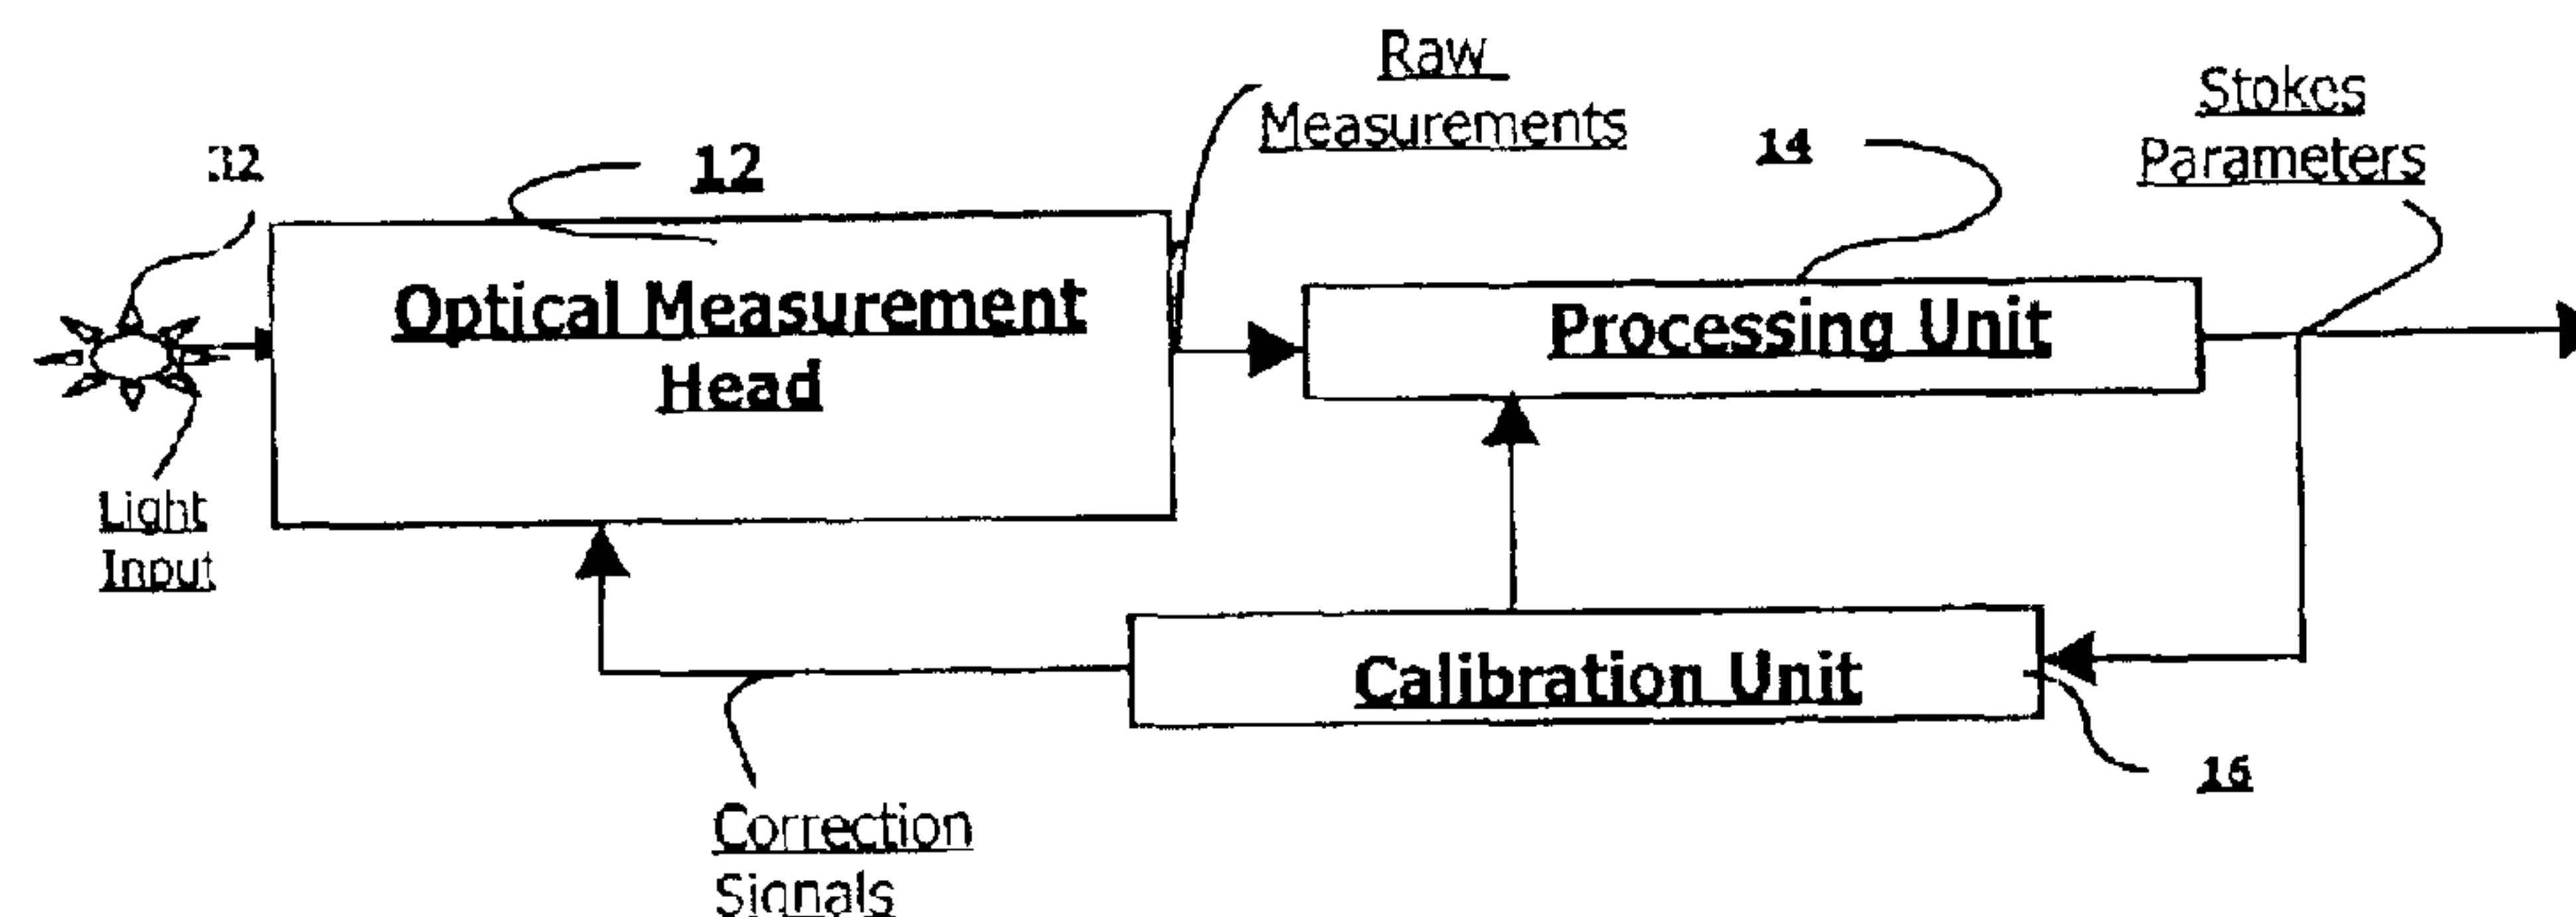 Raw
Measurements
Stokes
Parameters
32
12
14
Optical Measurement
Head
Processing Unit
Light
Input
Calibration Unit
16
Correction
Signals